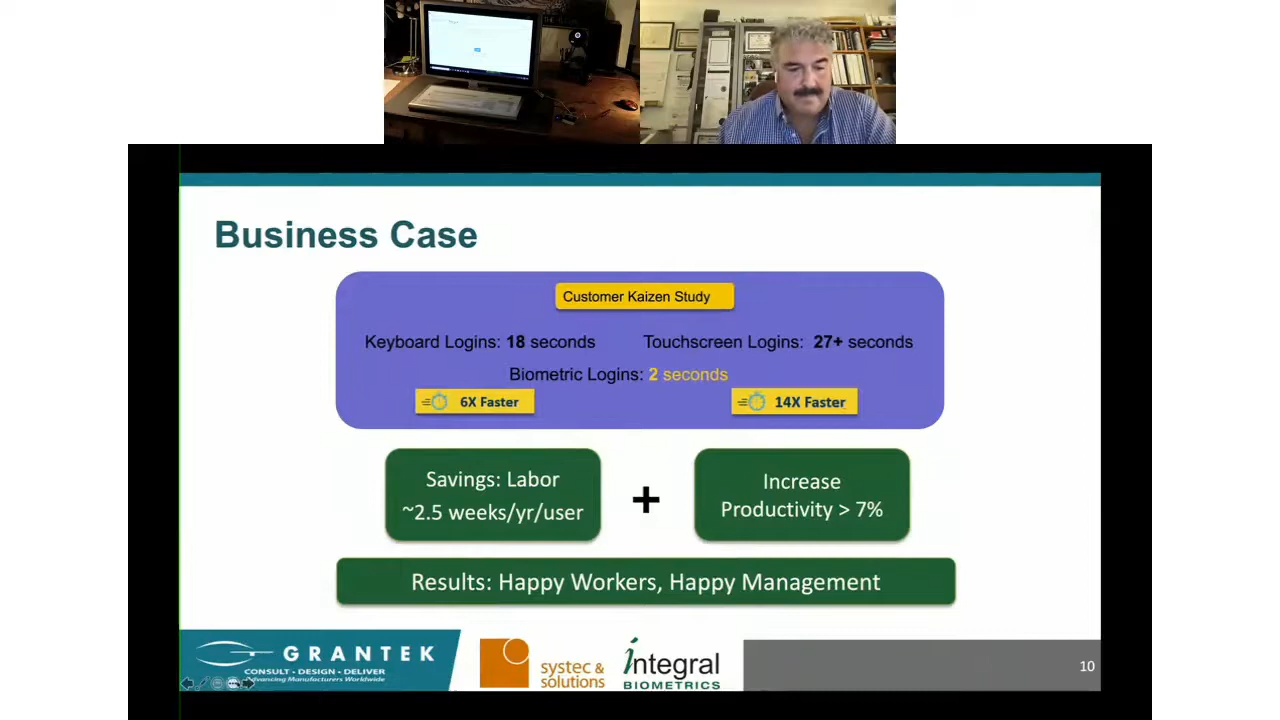 Business Case
Customer Kaizen Study
Keyboard Logins: 18 seconds
Touchscreen Logins: 27+ seconds
Biometric Logins: 2 seconds
6X Faster
14X Faster
Savings: Labor
~2.5 weeks/yr/user
+
Increase
Productivity > 7%
Results: Happy Workers, Happy Management
GRANTEK
CONSULT • DESIGN • DELIVER
Advancing Manufacturers Worldwide
systec &
solutions
integral
BIOMETRICS
10